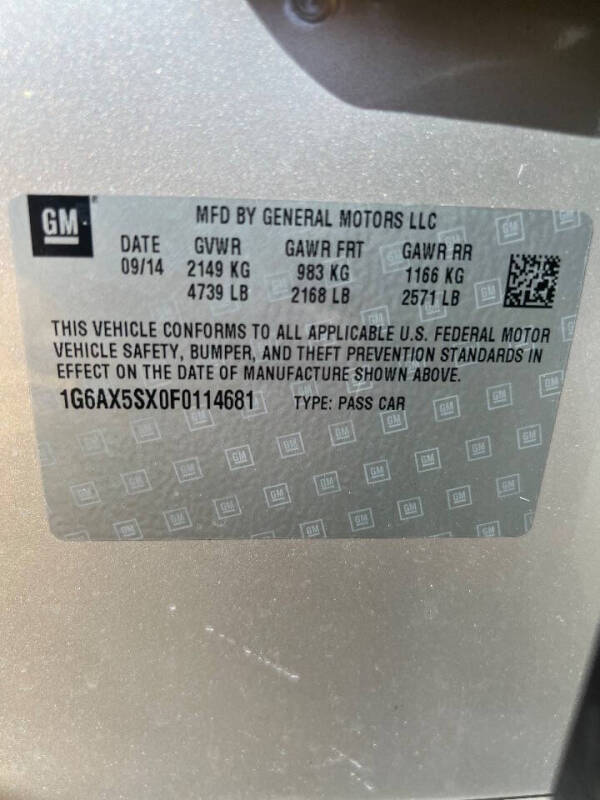 GM
MFD BY GENERAL MOTORS LLC
DATE GVWR GAWR FRT GAWR RR
09/14 2149 KG 983 KG 1166 KG
4739 LB 2168 LB 2571 LB
THIS VEHICLE CONFORMS TO ALL APPLICABLE U.S. FEDERAL MOTOR
VEHICLE SAFETY, BUMPER, AND THEFT PREVENTION STANDARDS IN
EFFECT ON THE DATE OF MANUFACTURE SHOWN ABOVE.
1G6AX5SX0F0114681 TYPE: PASS CAR